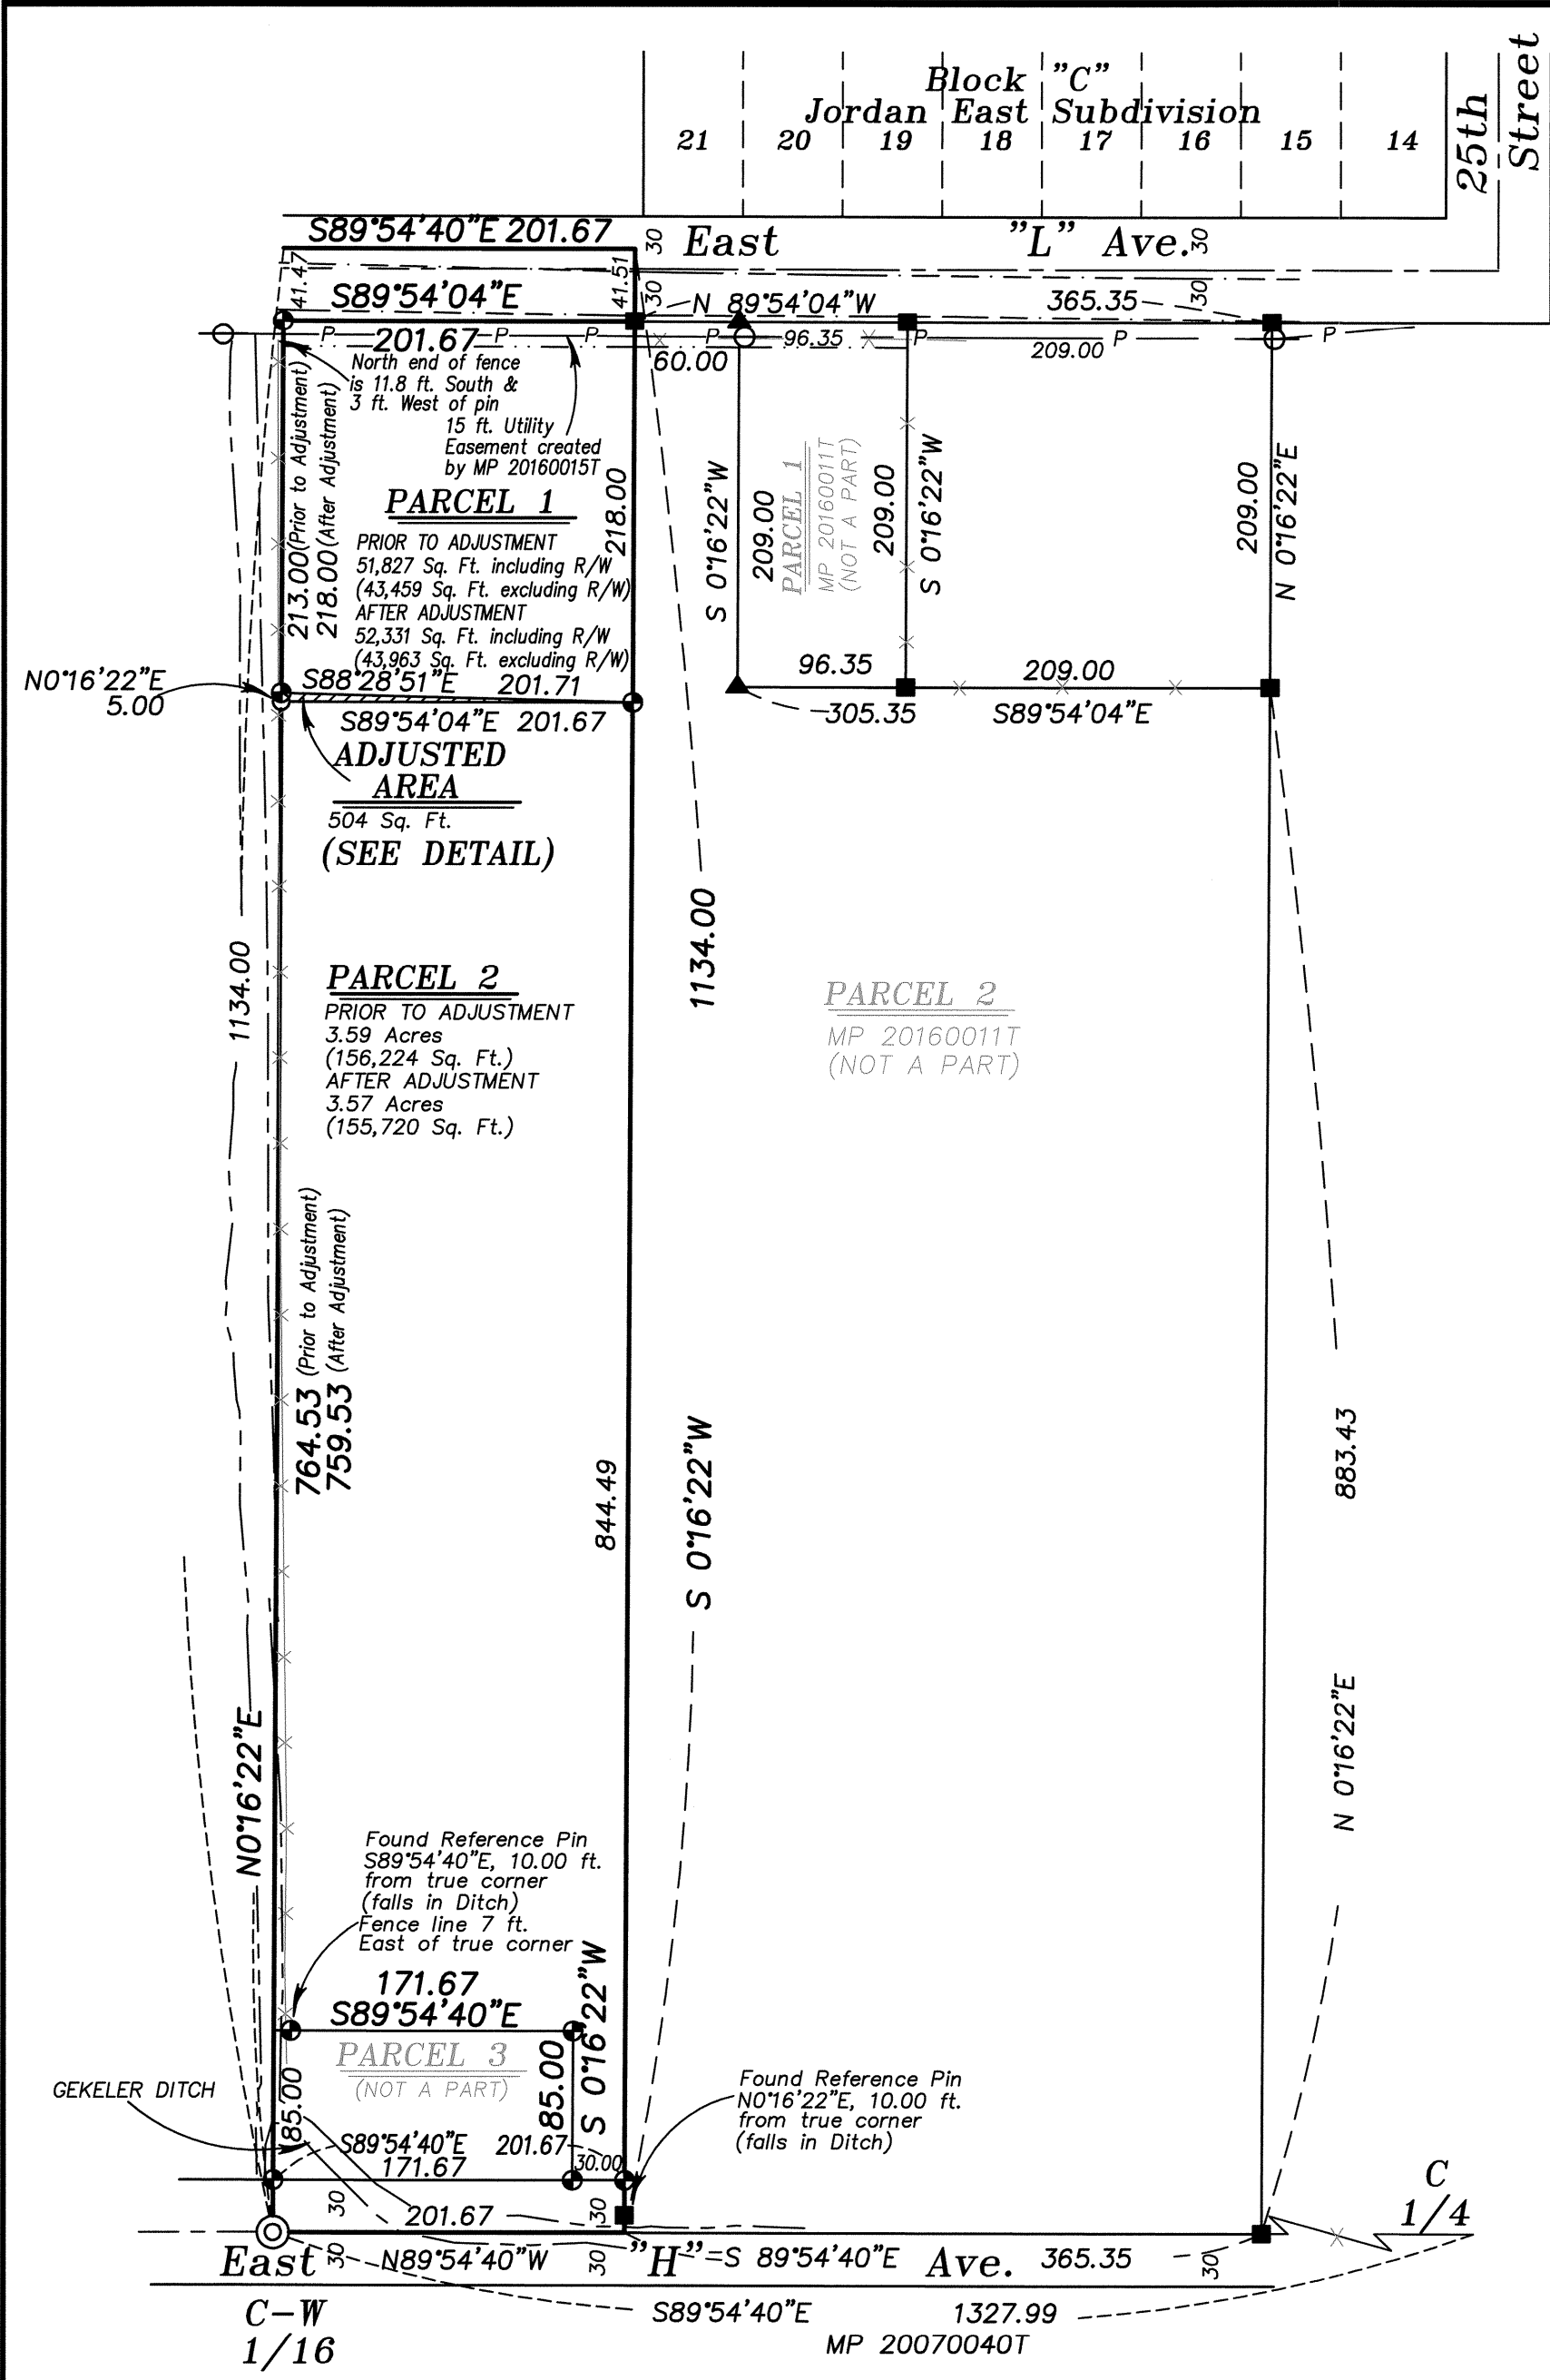 Block "C"
Jordan East Subdivision
21 20 19 18 17 16 15 14
25th
Street
S89°54'40"E 201.67
30
East "L" Ave.
30
41.47
41.51
S89°54'04"E
30
N 89°54'04"W
365.35
30
P P P P P P P
201.67
96.35
209.00
60.00
North end of fence
is 11.8 ft. South &
3 ft. West of pin
15 ft. Utility
Easement created
by MP 20160015T
213.00(Prior to Adjustment)
218.00(After Adjustment)
218.00
PARCEL 1
PRIOR TO ADJUSTMENT
51,827 Sq. Ft. including R/W
(43,459 Sq. Ft. excluding R/W)
AFTER ADJUSTMENT
52,331 Sq. Ft. including R/W
(43,963 Sq. Ft. excluding R/W)
S 0°16'22"W
209.00
PARCEL 1
MP 20160011T
(NOT A PART)
209.00
S 0°16'22"W
209.00
N 0°16'22"E
N0°16'22"E
5.00
S88°28'51"E 201.71
S89°54'04"E 201.67
96.35
209.00
305.35
S89°54'04"E
ADJUSTED
AREA
504 Sq. Ft.
(SEE DETAIL)
1134.00
1134.00
PARCEL 2
PRIOR TO ADJUSTMENT
3.59 Acres
(156,224 Sq. Ft.)
AFTER ADJUSTMENT
3.57 Acres
(155,720 Sq. Ft.)
PARCEL 2
MP 20160011T
(NOT A PART)
764.53 (Prior to Adjustment)
759.53 (After Adjustment)
844.49
S 0°16'22"W
883.43
N 0°16'22"E
N0°16'22"E
Found Reference Pin
S89°54'40"E, 10.00 ft.
from true corner
(falls in Ditch)
Fence line 7 ft.
East of true corner
171.67
S89°54'40"E
S 0°16'22"W
PARCEL 3
(NOT A PART)
85.00
85.00
GEKELER DITCH
Found Reference Pin
N0°16'22"E, 10.00 ft.
from true corner
(falls in Ditch)
S89°54'40"E 201.67
171.67
30.00
30
201.67
30
C
1/4
East
30
N89°54'40"W
30
"H"
S 89°54'40"E
Ave.
365.35
30
C-W
1/16
S89°54'40"E 1327.99
MP 20070040T